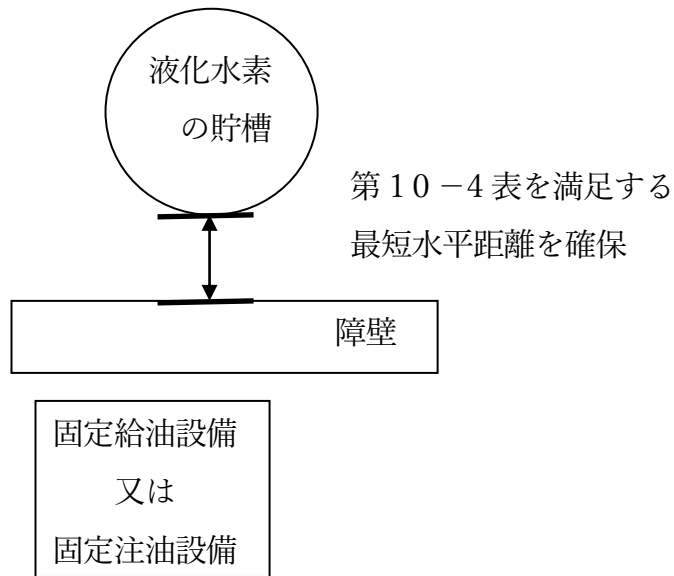 液化水素
の貯槽
第１０－4表を満足する
最短水平距離を確保
障壁
固定給油設備
又は
固定注油設備